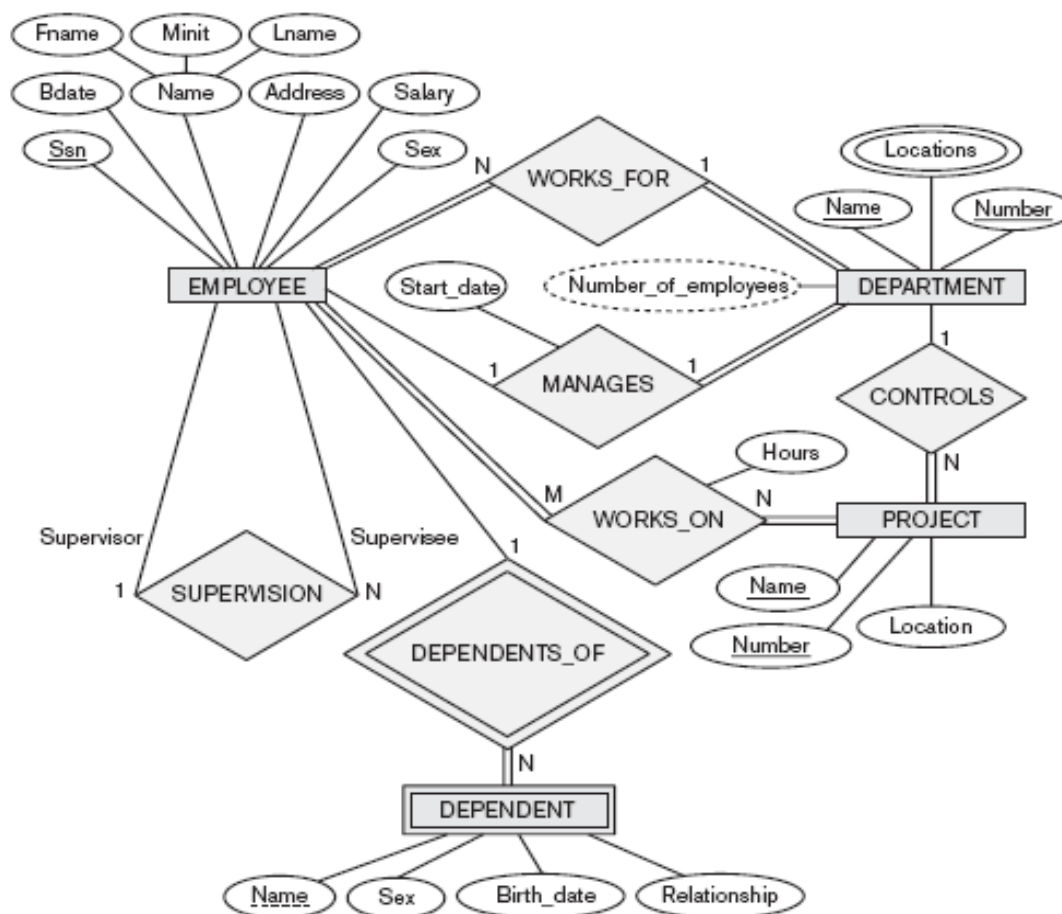 Fname Minit Lname
Bdate Name Address Salary
Ssn Sex
N WORKS_FOR 1
Locations
Name Number
EMPLOYEE
Start_date
Number_of_employees
DEPARTMENT
1 MANAGES 1
1
CONTROLS
N
Hours
M WORKS_ON N
PROJECT
Name
Number
Location
Supervisor Supervisee
1 SUPERVISION N
1
DEPENDENTS_OF
N
DEPENDENT
Name Sex Birth_date Relationship